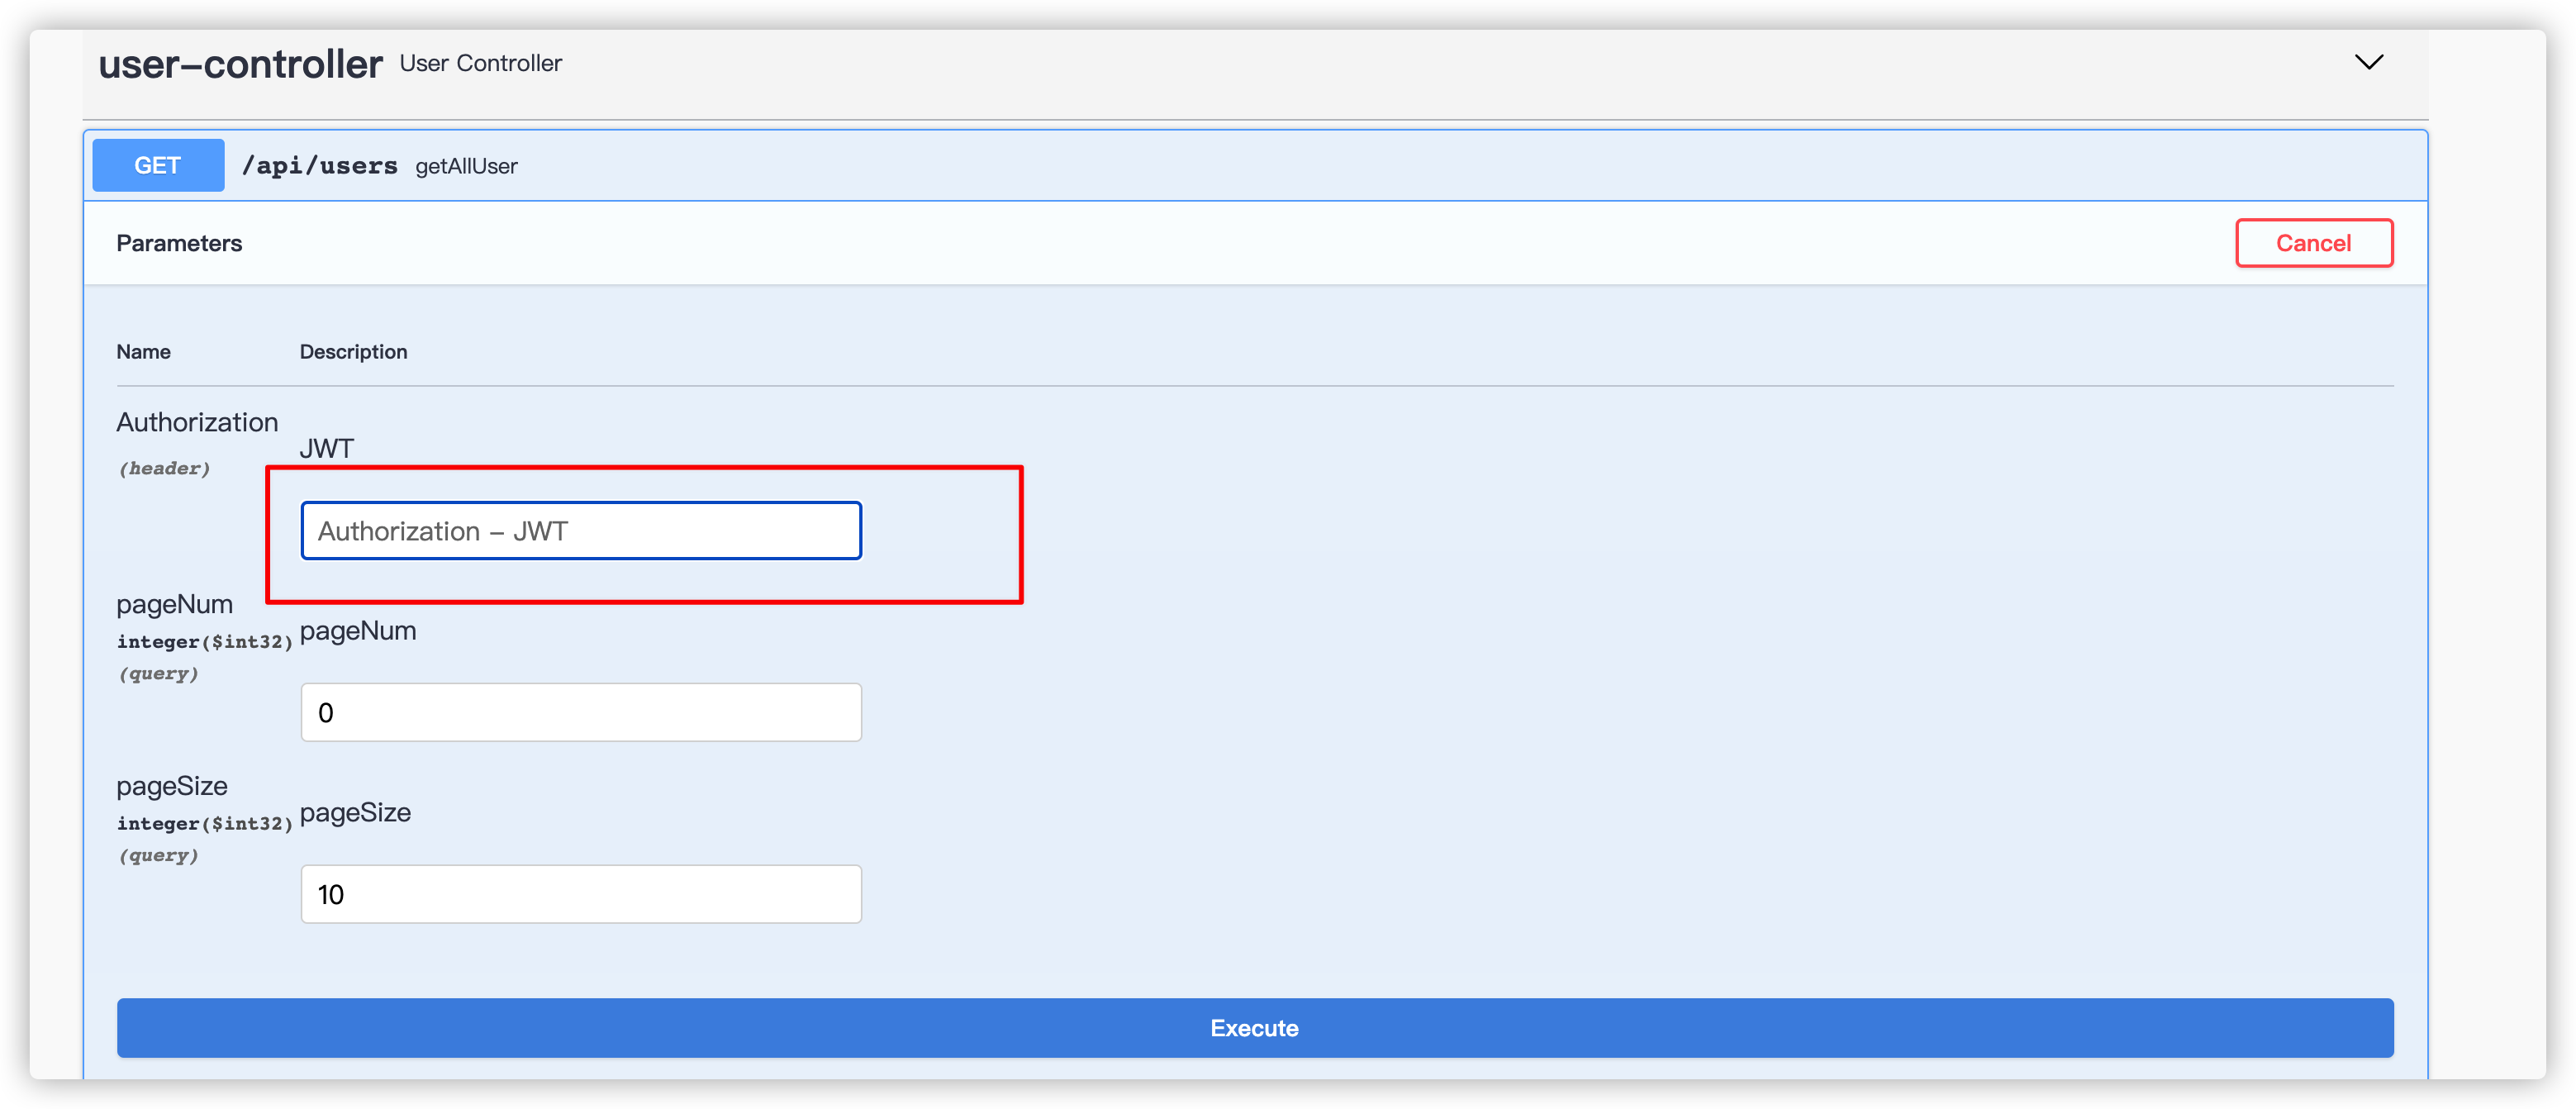 user-controller User Controller
GET /api/users getAllUser
Parameters
Cancel
Name Description
Authorization
(header)
JWT
Authorization – JWT
pageNum
integer($int32)
(query)
pageNum
0
pageSize
integer($int32)
(query)
pageSize
10
Execute